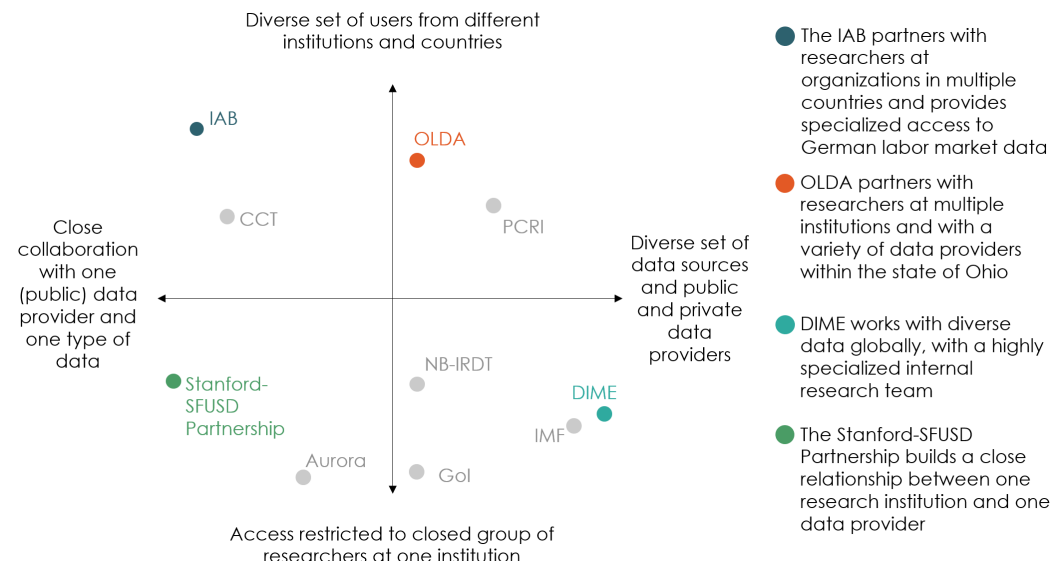 Diverse set of users from different
institutions and countries
IAB
OLDA
CCT
PCRI
Close
collaboration
with one
(public) data
provider and
one type of
data
Diverse set of
data sources
and public
and private
data
providers
NB-IRDT
Stanford-
SFUSD
Partnership
DIME
IMF
Aurora
GoI
Access restricted to closed group of
researchers at one institution
The IAB partners with
researchers at
organizations in multiple
countries and provides
specialized access to
German labor market data
OLDA partners with
researchers at multiple
institutions and with a
variety of data providers
within the state of Ohio
DIME works with diverse
data globally, with a highly
specialized internal
research team
The Stanford-SFUSD
Partnership builds a close
relationship between one
research institution and one
data provider